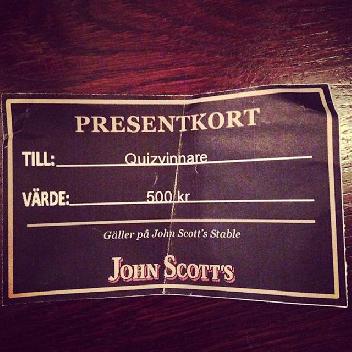 PRESENTKORT
TILL: Quizvinnare
VÄRDE: 500 kr
Gäller på John Scott's Stable
JOHN SCOTT'S